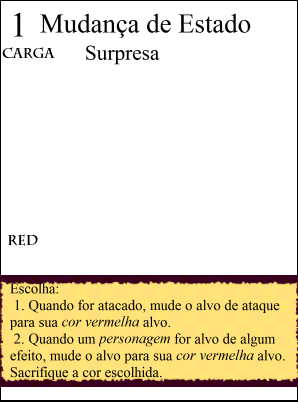 1 Mudança de Estado
CARGA Surpresa
RED
Escolha:
1. Quando for atacado, mude o alvo de ataque
para sua cor vermelha alvo.
2. Quando um personagem for alvo de algum
efeito, mude o alvo para sua cor vermelha alvo.
Sacrifique a cor escolhida.